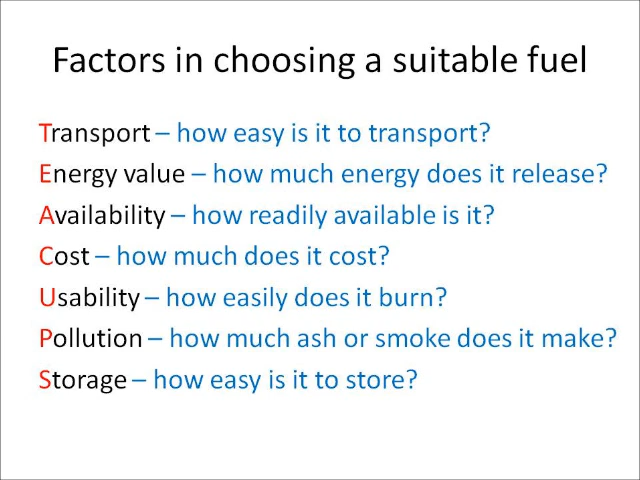 Factors in choosing a suitable fuel
Transport – how easy is it to transport?
Energy value – how much energy does it release?
Availability – how readily available is it?
Cost – how much does it cost?
Usability – how easily does it burn?
Pollution – how much ash or smoke does it make?
Storage – how easy is it to store?